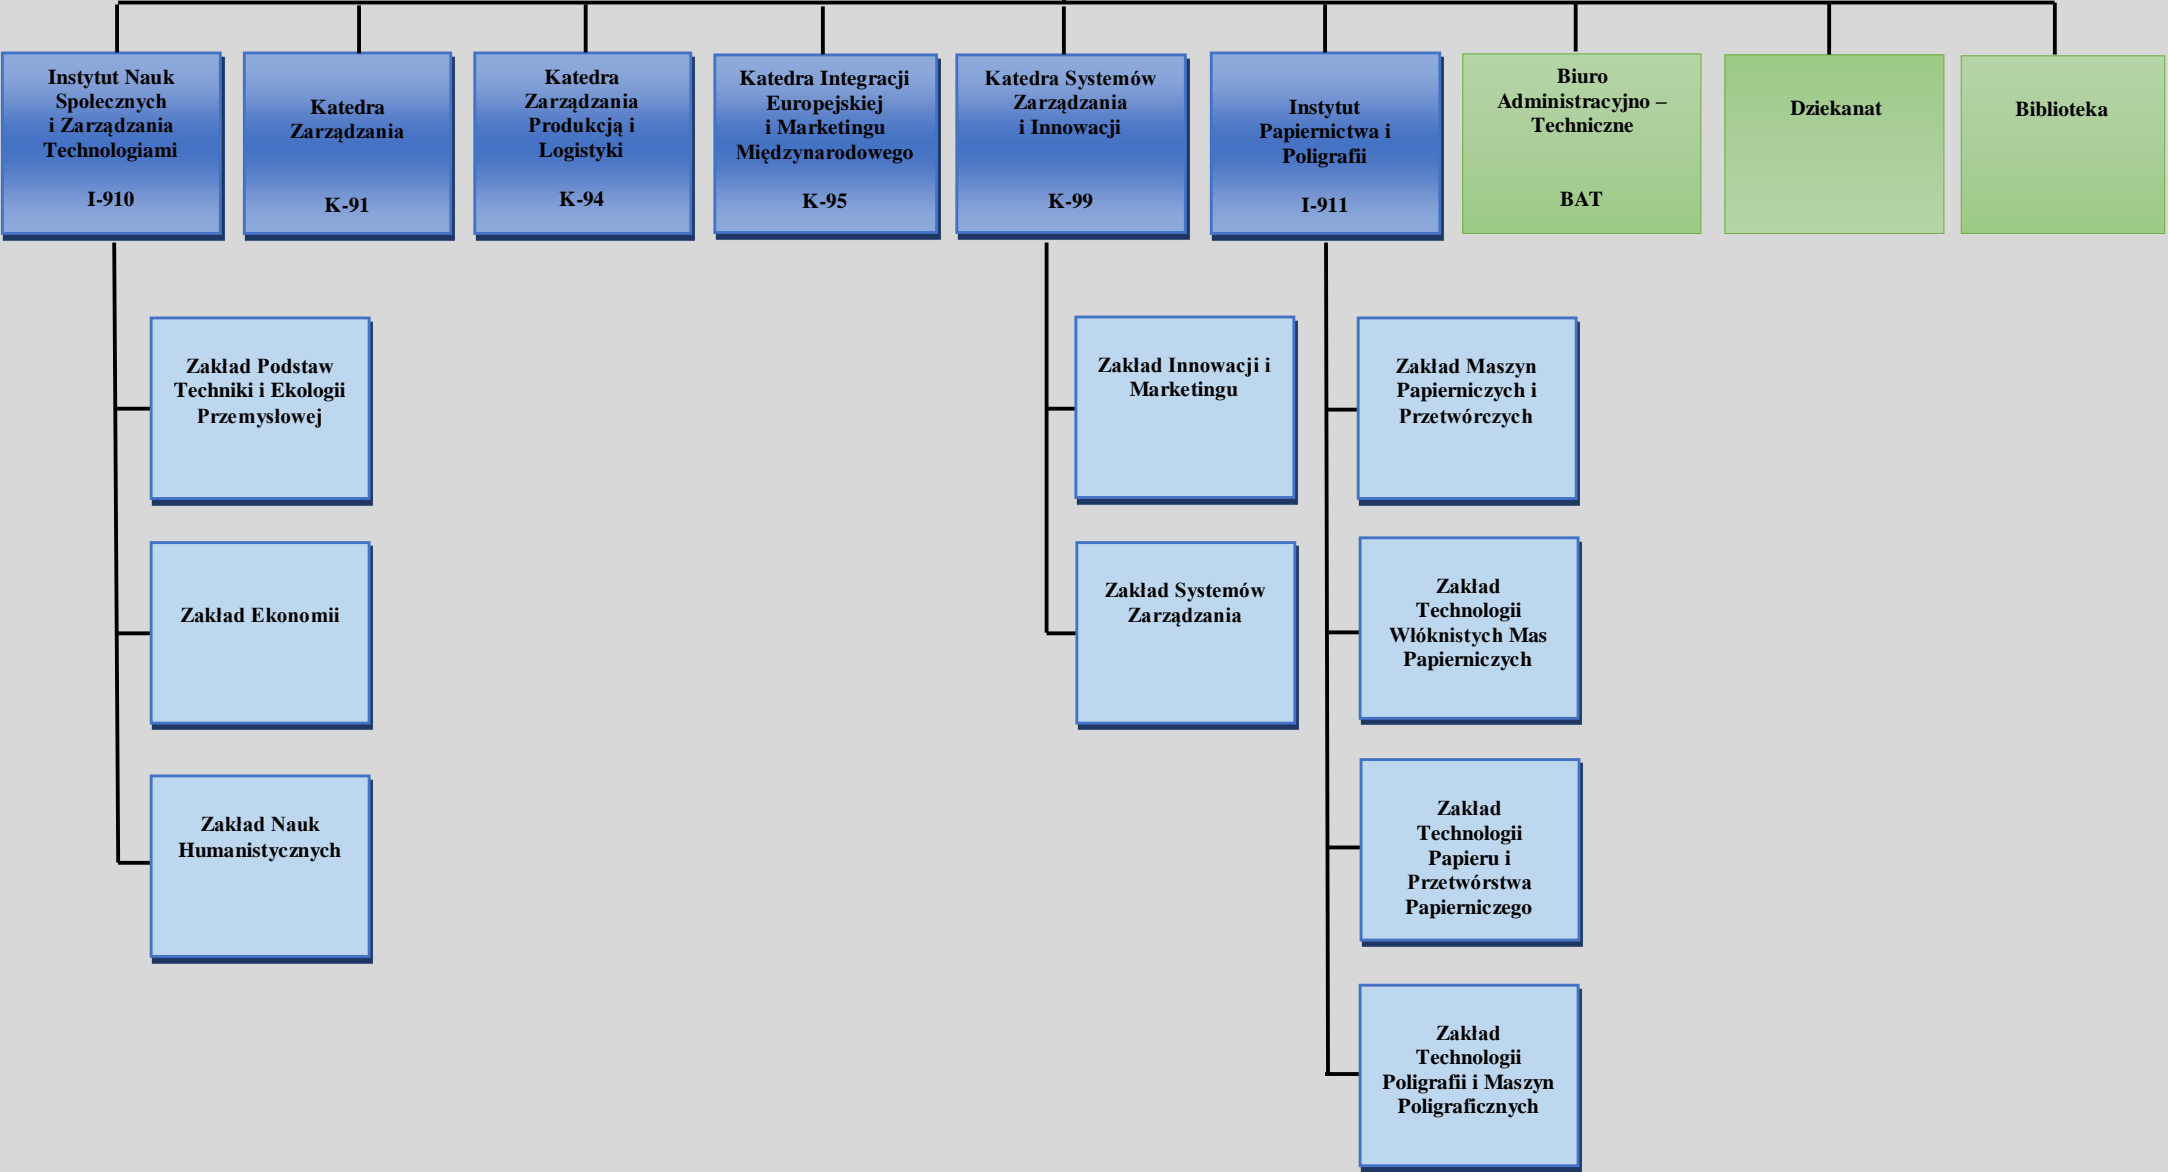 Instytut Nauk
Społecznych
i Zarządzania
Technologiami
I-910
Katedra
Zarządzania
K-91
Katedra
Zarządzania
Produkcją i
Logistyki
K-94
Katedra Integracji
Europejskiej
i Marketingu
Międzynarodowego
K-95
Katedra Systemów
Zarządzania
i Innowacji
K-99
Instytut
Papiernictwa i
Poligrafii
I-911
Biuro
Administracyjno –
Techniczne
BAT
Dziekanat
Biblioteka
Zakład Podstaw
Techniki i Ekologii
Przemysłowej
Zakład Ekonomii
Zakład Nauk
Humanistycznych
Zakład Innowacji i
Marketingu
Zakład Systemów
Zarządzania
Zakład Maszyn
Papierniczych i
Przetwórczych
Zakład
Technologii
Włóknistych Mas
Papierniczych
Zakład
Technologii
Papieru i
Przetwórstwa
Papierniczego
Zakład
Technologii
Poligrafii i Maszyn
Poligraficznych